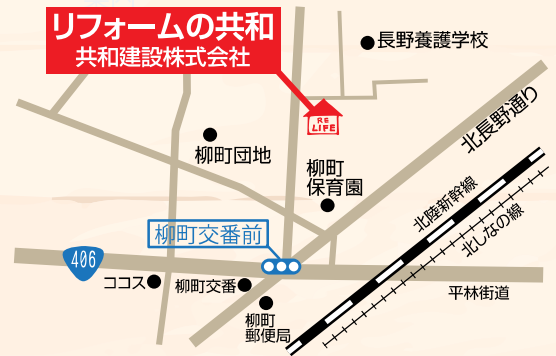 リフォームの共和
共和建設株式会社
長野養護学校
RE
LIFE
北長野通り
柳町団地
柳町
保育園
北陸新幹線
北しなの線
柳町交番前
406
ココス
柳町交番
柳町
郵便局
平林街道